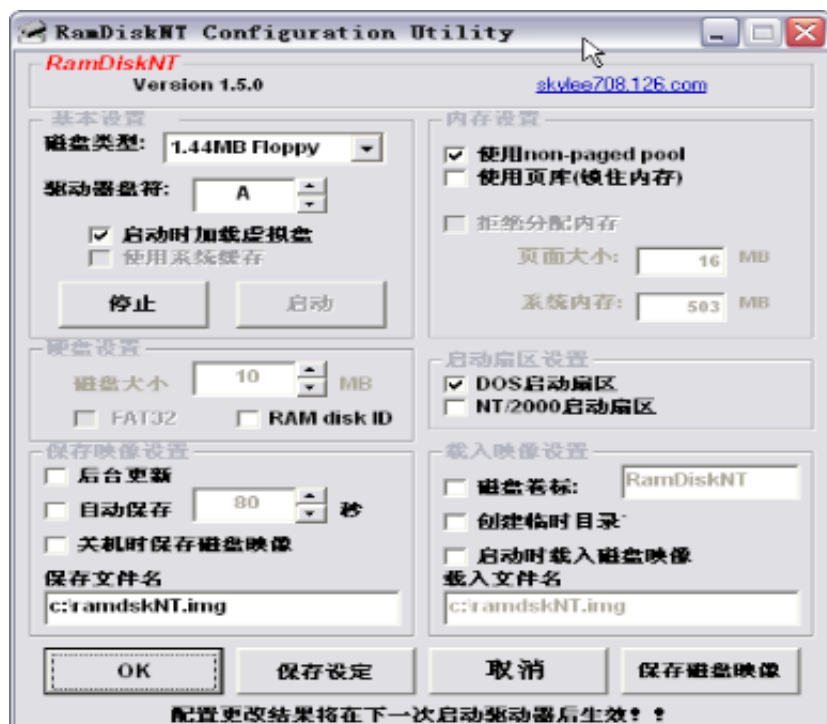 RamDiskNT Configuration Utility
RamDiskNT
Version 1.5.0
skylee708.126.com
基本设置
磁盘类型: 1.44MB Floppy
驱动器盘符: A
启动时加载虚拟盘
使用系统缓存
停止
启动
内存设置
使用non-paged pool
使用页库(锁住内存)
拒绝分配内存
页面大小: 16 MB
系统内存: 503 MB
硬盘设置
磁盘大小 10 MB
FAT32
RAM disk ID
启动扇区设置
DOS启动扇区
NT/2000启动扇区
保存映像设置
后台更新
自动保存 80 秒
关机时保存磁盘映像
保存文件名
c:\ramdskNT.img
载入映像设置
磁盘卷标: RamDiskNT
创建临时目录
启动时载入磁盘映像
载入文件名
c:\ramdskNT.img
OK
保存设定
取消
保存磁盘映像
配置更改结果将在下一次启动驱动器后生效！！